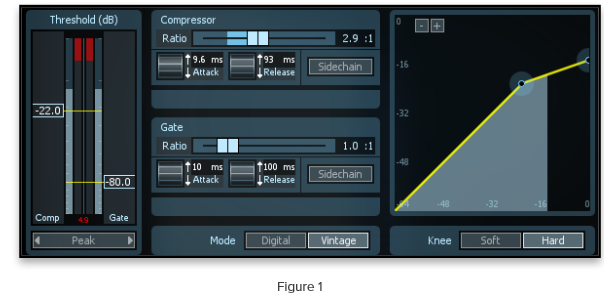 Threshold (dB)
-22.0
-80.0
Comp
49
Gate
Peak
Compressor
Ratio
2.9 :1
9.6 ms
Attack
93 ms
Release
Sidechain
Gate
Ratio
1.0 :1
10 ms
Attack
100 ms
Release
Sidechain
Mode
Digital
Vintage
0
- +
-16
-32
-48
-64 -48 -32 -16 0
Knee
Soft
Hard
Figure 1